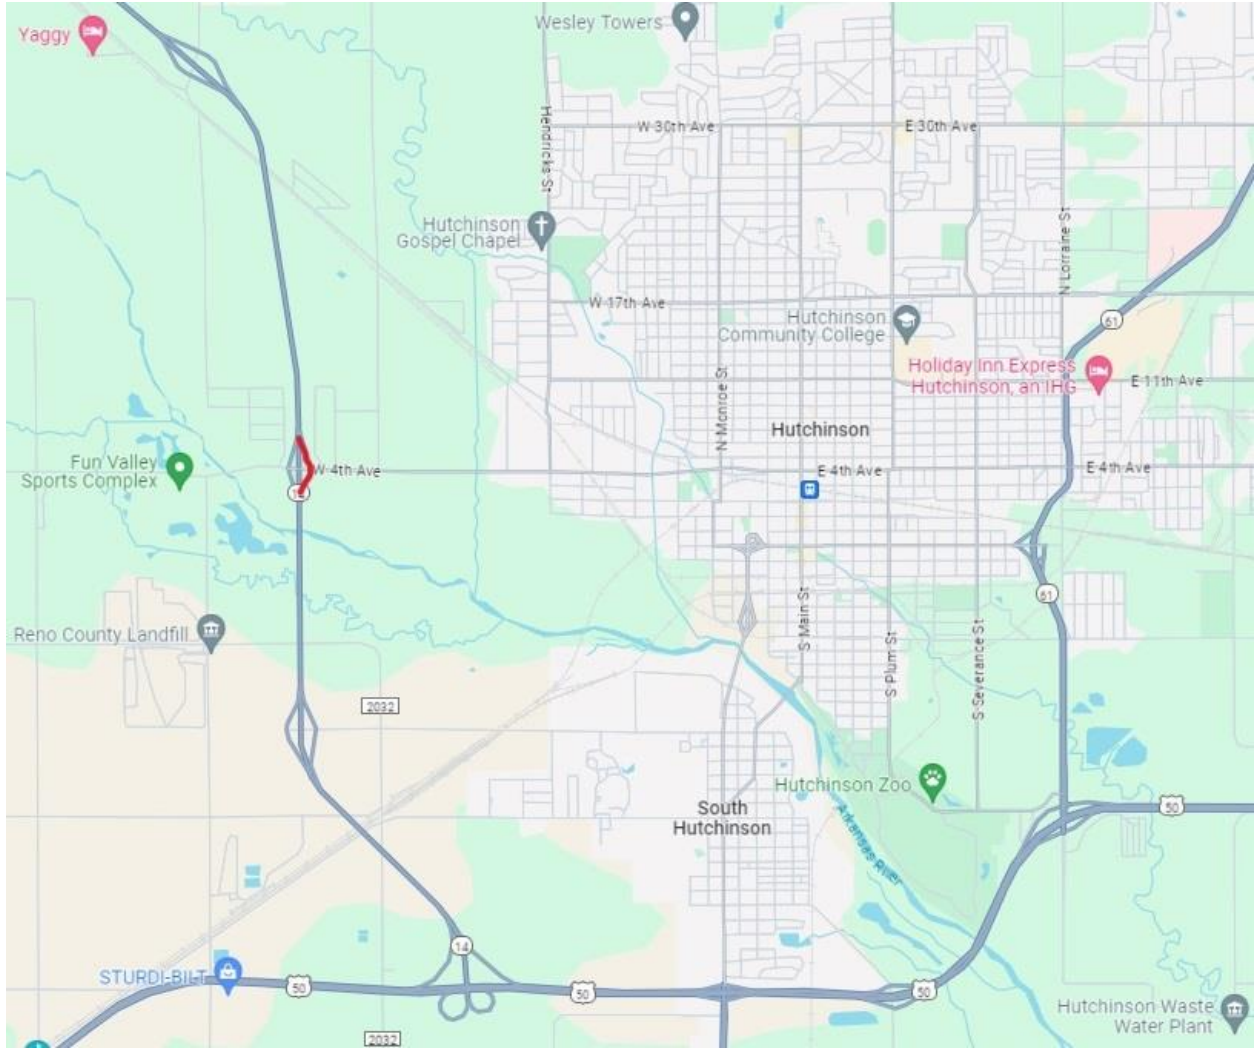 Wesley Towers
Yaggy
Hendricks St
W 30th Ave
E 30th Ave
Hutchinson
Gospel Chapel
N Lorraine St
W 17th Ave
Hutchinson
Community College
61
Holiday Inn Express
Hutchinson, an IHG
E 11th Ave
N Monroe St
Hutchinson
Fun Valley
Sports Complex
W 4th Ave
E 4th Ave
E 4th Ave
61
S Main St
Reno County Landfill
S Plum St
S Severance St
2032
Hutchinson Zoo
South
Hutchinson
50
Arkansas River
14
STURDI-BILT
50
50
50
Hutchinson Waste
Water Plant
2032